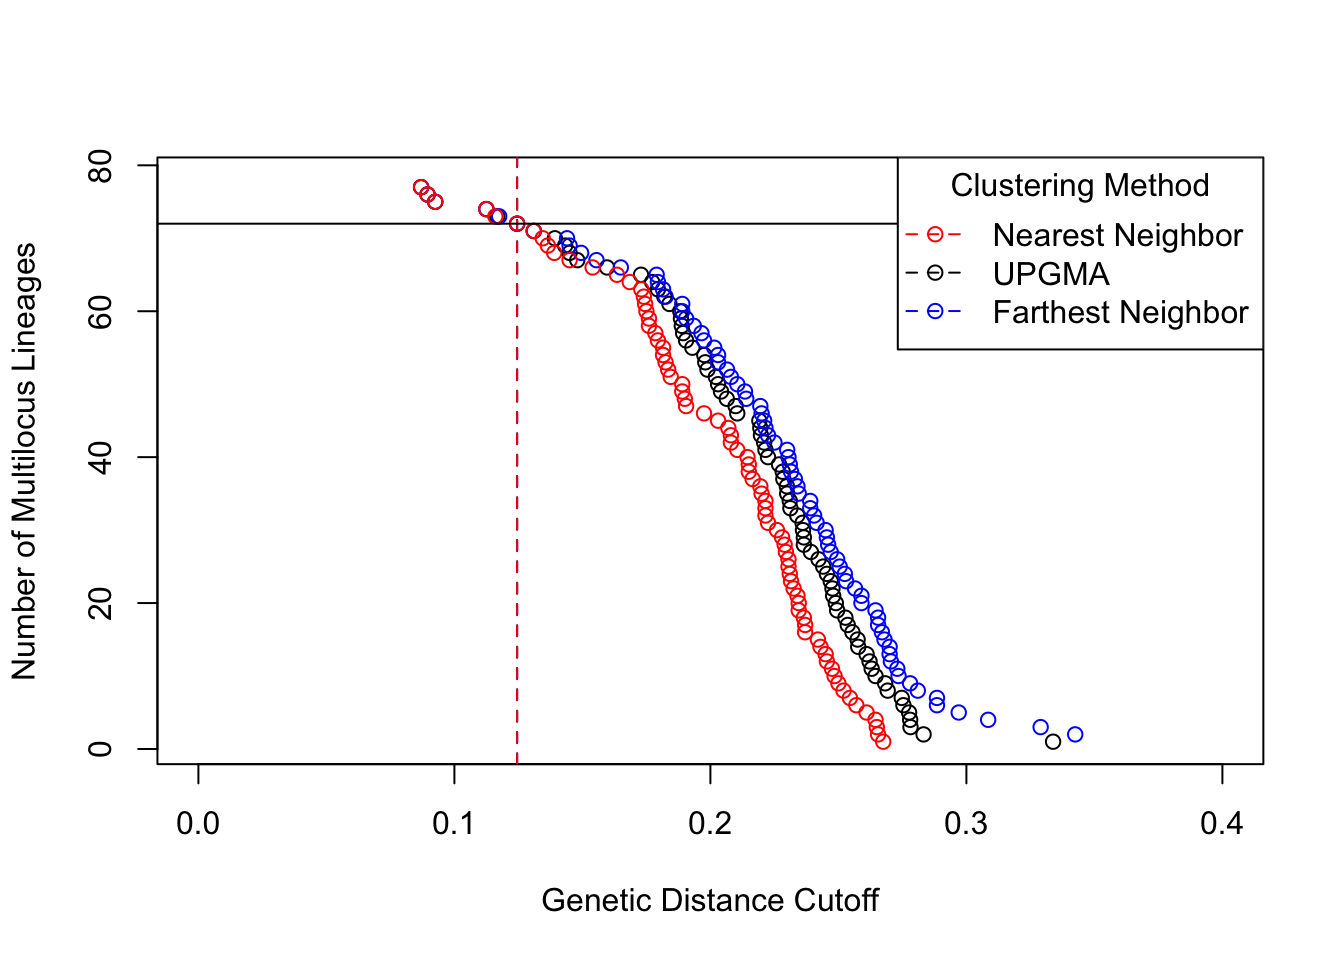 Clustering Method
Nearest Neighbor
UPGMA
Farthest Neighbor
80
60
40
20
0
Number of Multilocus Lineages
0.0 0.1 0.2 0.3 0.4
Genetic Distance Cutoff